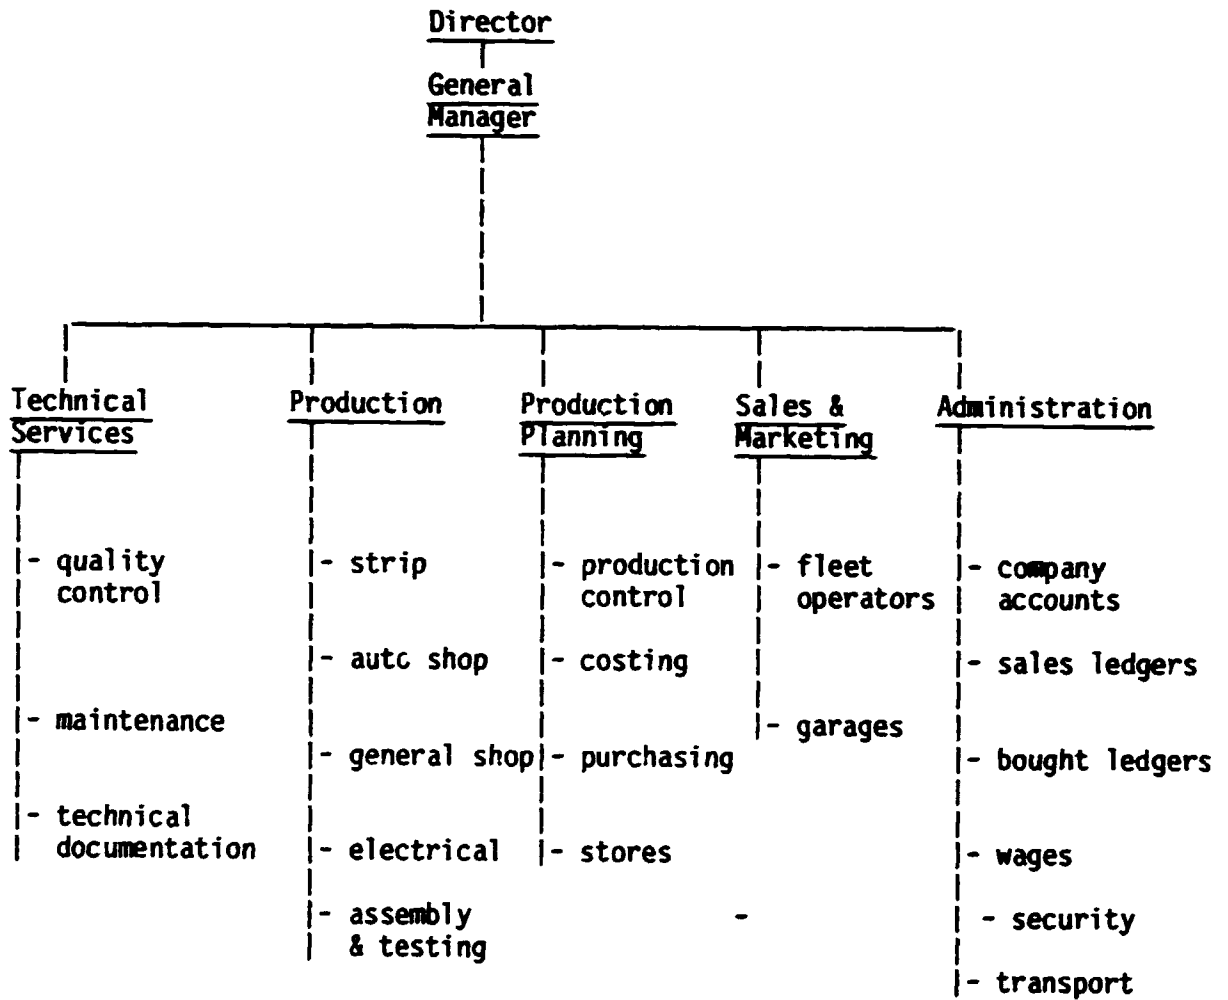 Director
General
Manager
Technical
Services
- quality
control
- maintenance
- technical
documentation
Production
- strip
- auto shop
- general shop
- electrical
- assembly
& testing
Production
Planning
- production
control
- costing
- purchasing
- stores
Sales &
Marketing
- fleet
operators
- garages
-
Administration
- company
accounts
- sales ledgers
- bought ledgers
- wages
- security
- transport